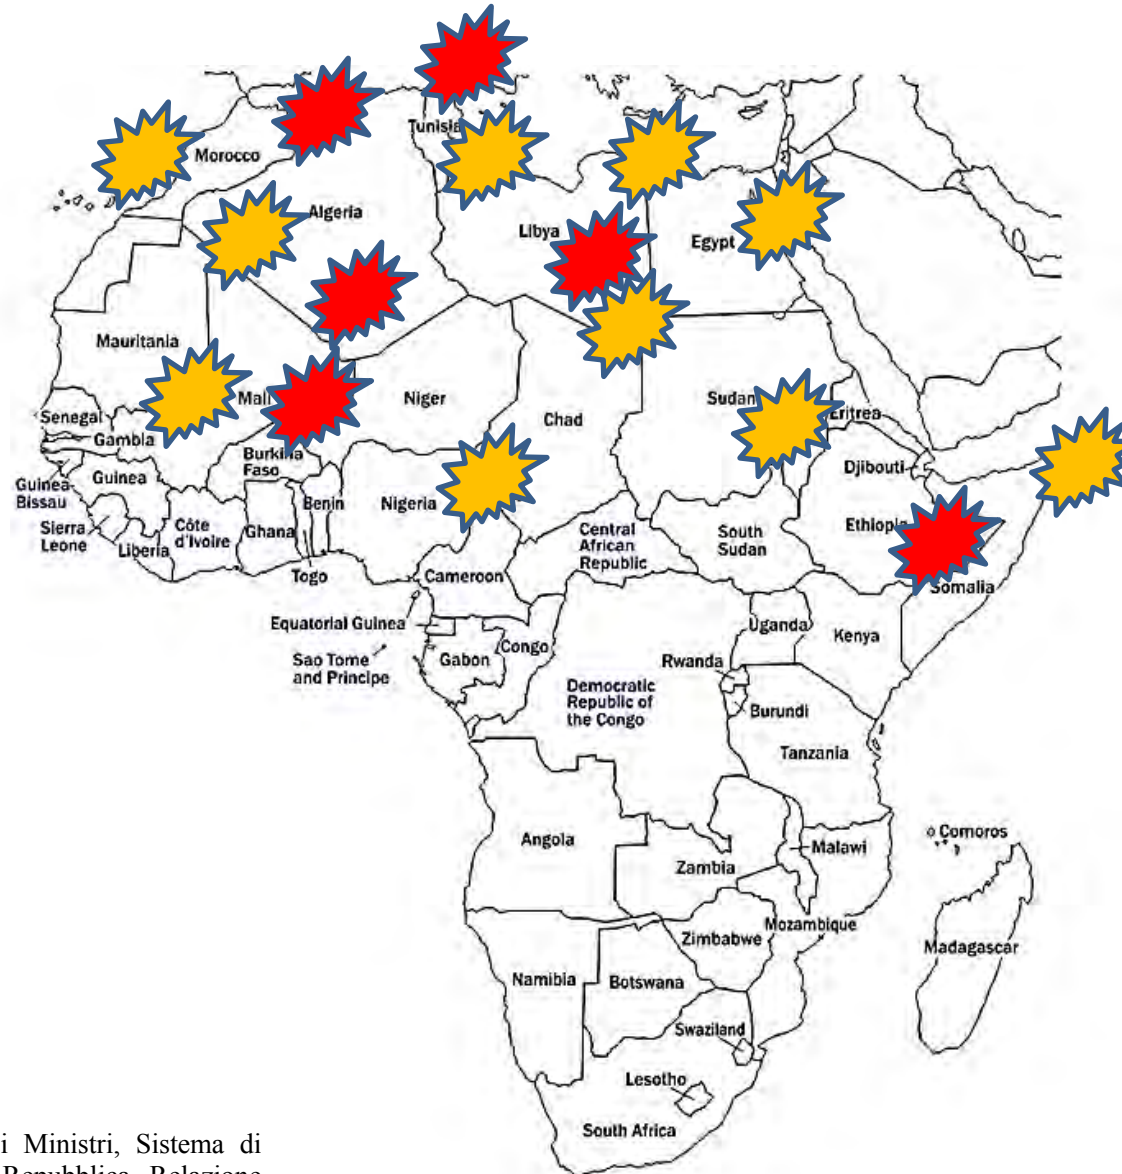 Tunisia
Morocco
Algeria
Libya
Egypt
Mauritania
Mali
Niger
Chad
Sudan
Eritrea
Senegal
Gambia
Guinea
Bissau
Guinea
Burkina
Faso
Benin
Nigeria
Djibouti
Ethiopia
Sierra
Leone
Liberia
Côte
d'Ivoire
Ghana
Togo
Central
African
Republic
South
Sudan
Cameroon
Somalia
Equatorial Guinea
Sao Tome
and Principe
Gabon
Congo
Uganda
Kenya
Rwanda
Democratic
Republic of
the Congo
Burundi
Tanzania
Angola
Zambia
Malawi
Comoros
Mozambique
Zimbabwe
Madagascar
Namibia
Botswana
Swaziland
Lesotho
South Africa
i Ministri, Sistema di
Repubblica Relazione